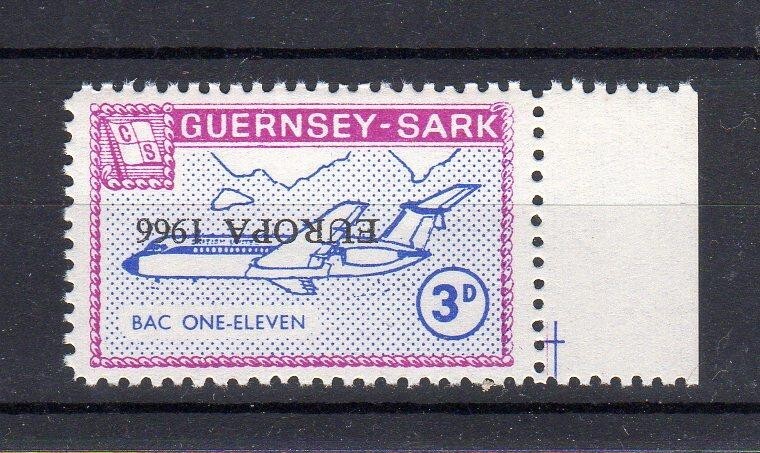 C
S
GUERNSEY-SARK
EUROPA 1966
BAC ONE-ELEVEN
3D